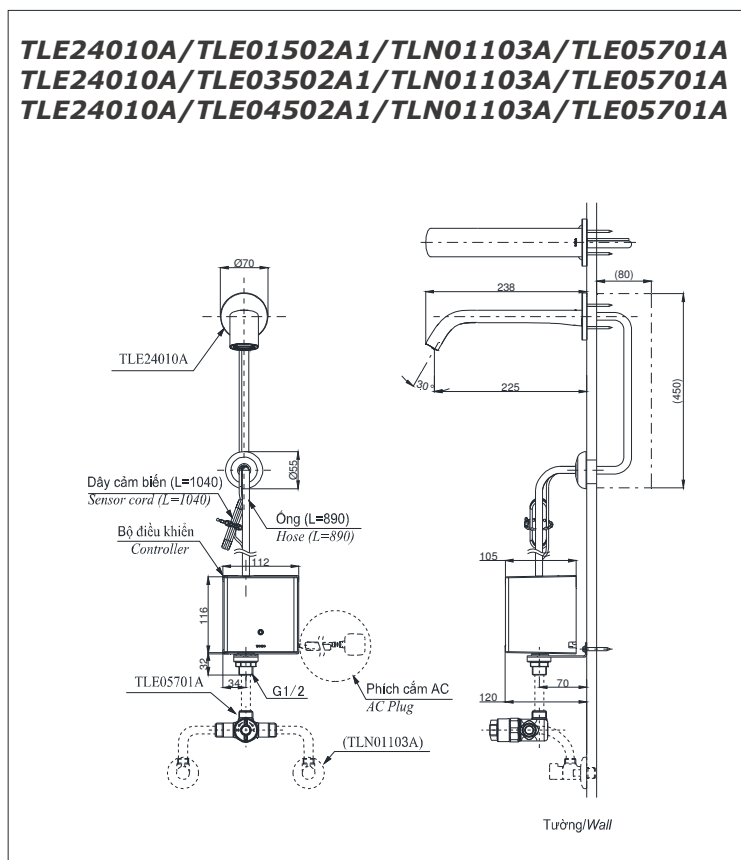 TLE24010A/TLE01502A1/TLN01103A/TLE05701A
TLE24010A/TLE03502A1/TLN01103A/TLE05701A
TLE24010A/TLE04502A1/TLN01103A/TLE05701A
Ø70
TLE24010A
238
(80)
30°
225
(450)
Ø55
Dây cảm biến (L=1040)
Sensor cord (L=1040)
Ống (L=890)
Hose (L=890)
Bộ điều khiển
Controller
112
105
116
32
34
G1/2
TLE05701A
Phích cắm AC
AC Plug
70
120
(TLN01103A)
Tường/Wall